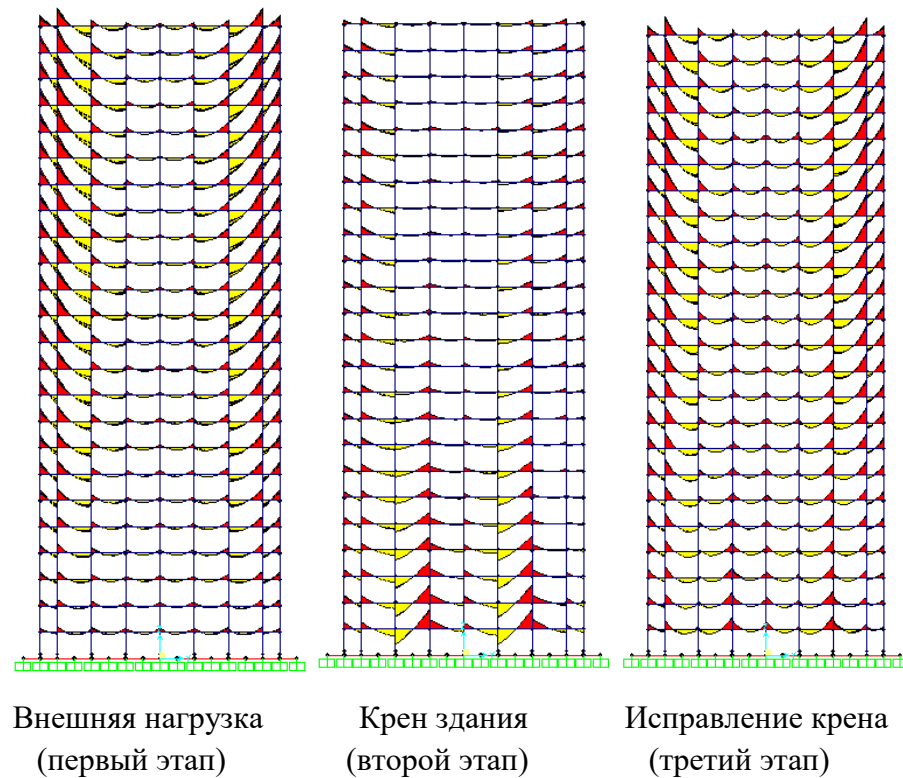 Внешняя нагрузка
(первый этап)
Крен здания
(второй этап)
Исправление крена
(третий этап)